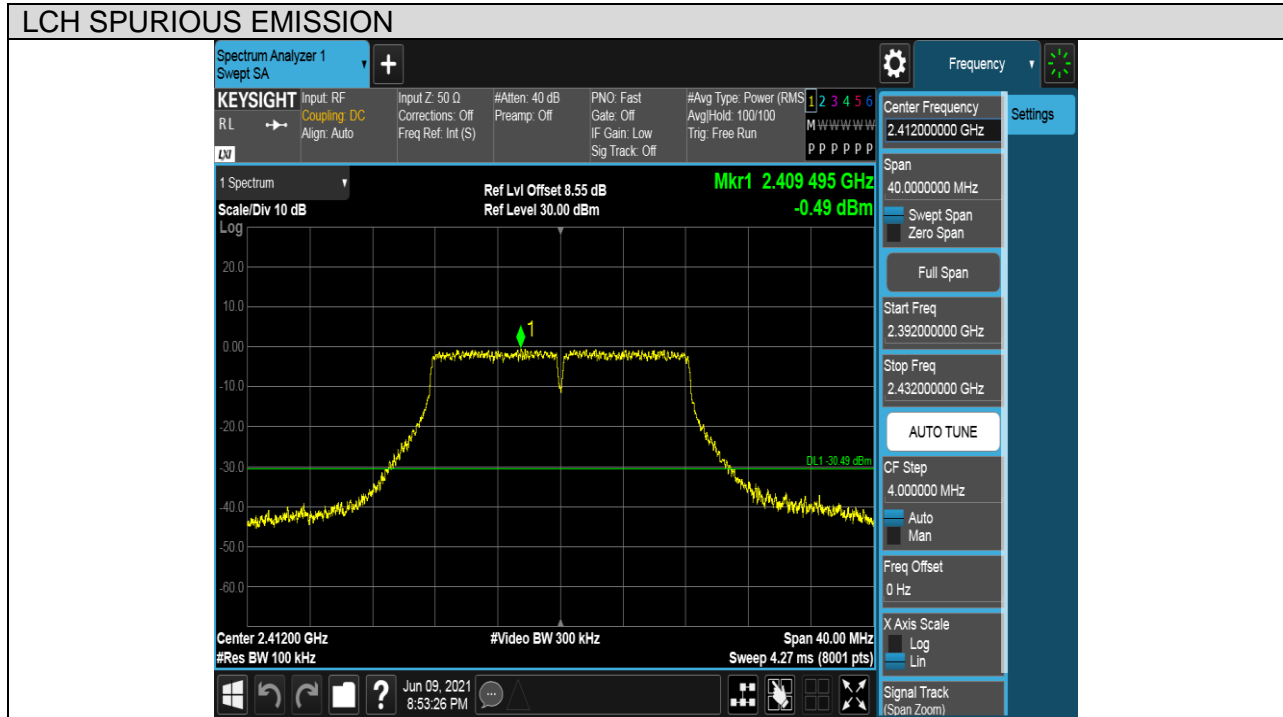 LCH SPURIOUS EMISSION
Spectrum Analyzer 1
Swept SA
+
Frequency
KEYSIGHT
RL
LXI
Input: RF
Coupling: DC
Align: Auto
Input Z: 50 Ω
Corrections: Off
Freq Ref: Int (S)
#Atten: 40 dB
Preamp: Off
PNO: Fast
Gate: Off
IF Gain: Low
Sig Track: Off
#Avg Type: Power (RMS
Avg|Hold: 100/100
Trig: Free Run
1 2 3 4 5 6
M W W W W W
P P P P P P
1 Spectrum
Scale/Div 10 dB
Ref Lvl Offset 8.55 dB
Ref Level 30.00 dBm
Mkr1 2.409 495 GHz
-0.49 dBm
Log
20.0
10.0
0.00
-10.0
-20.0
-30.0
-40.0
-50.0
-60.0
1
DL1 -30.49 dBm
Center 2.41200 GHz
#Res BW 100 kHz
#Video BW 300 kHz
Span 40.00 MHz
Sweep 4.27 ms (8001 pts)
?
Jun 09, 2021
8:53:26 PM
Center Frequency
2.412000000 GHz
Settings
Span
40.0000000 MHz
Swept Span
Zero Span
Full Span
Start Freq
2.392000000 GHz
Stop Freq
2.432000000 GHz
AUTO TUNE
CF Step
4.000000 MHz
Auto
Man
Freq Offset
0 Hz
X Axis Scale
Log
Lin
Signal Track
(Span Zoom)